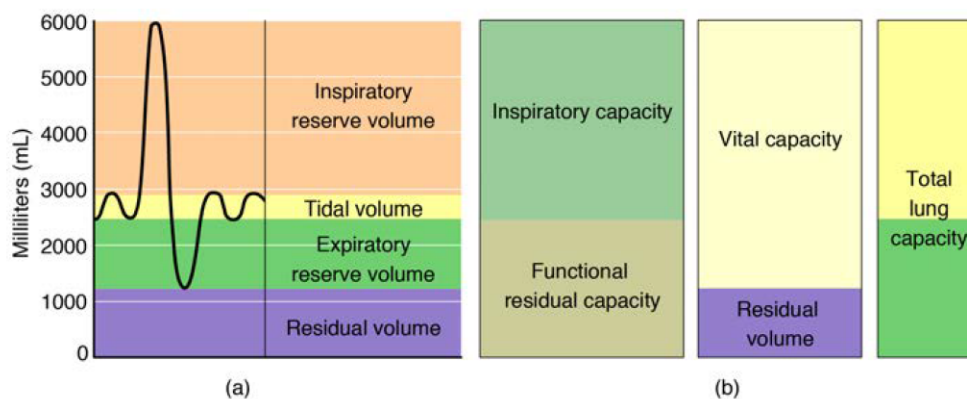 Milliliters (mL)
6000
5000
4000
3000
2000
1000
0
Inspiratory
reserve volume
Tidal volume
Expiratory
reserve volume
Residual volume
(a)
Inspiratory capacity
Functional
residual capacity
Vital capacity
Residual
volume
Total
lung
capacity
(b)